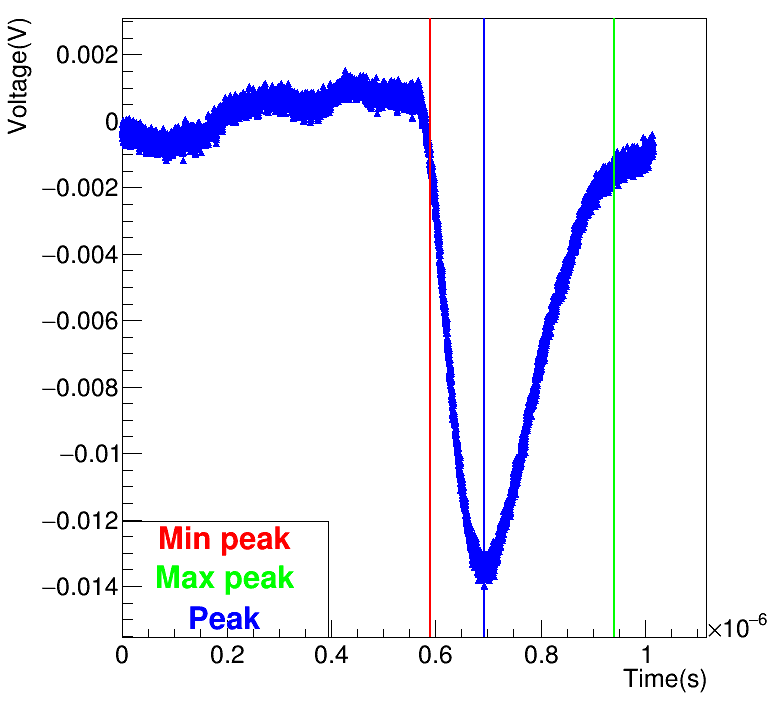 Voltage(V)
0.002
0
−0.002
−0.004
−0.006
−0.008
−0.01
−0.012
−0.014
Min peak
Max peak
Peak
0 0.2 0.4 0.6 0.8 1
×10⁻⁶
Time(s)